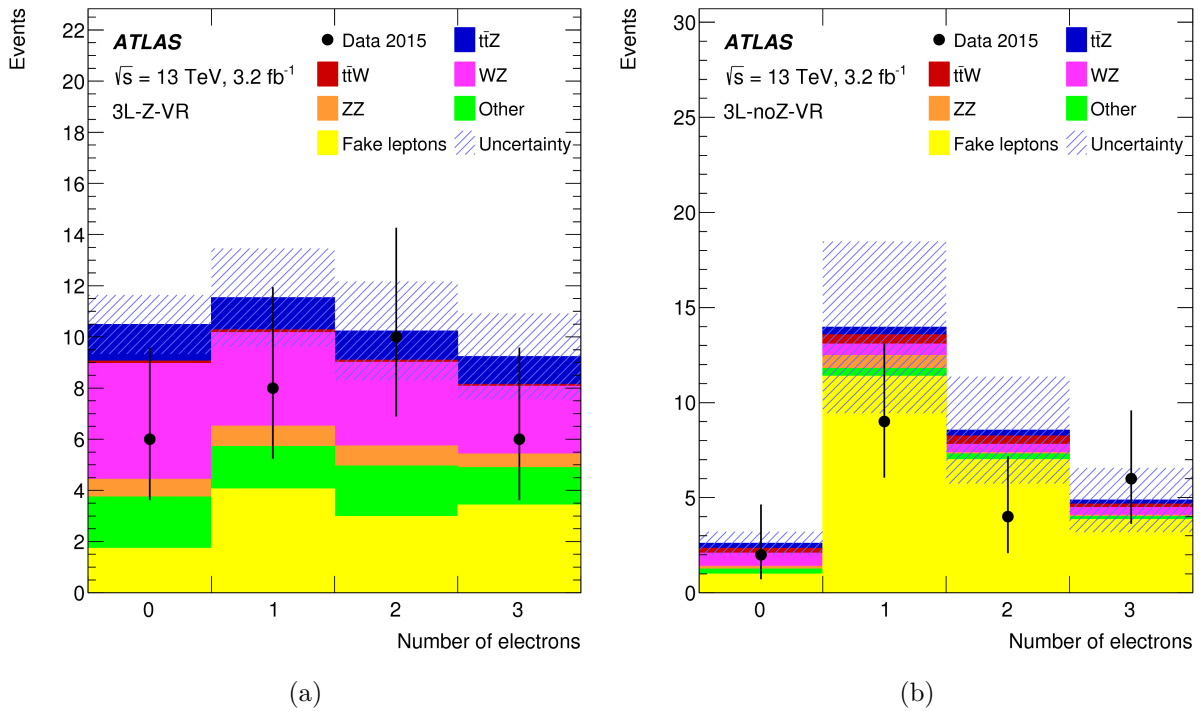 Events
22
20
18
16
14
12
10
8
6
4
2
0
ATLAS
√s = 13 TeV, 3.2 fb⁻¹
3L-Z-VR
Data 2015
tt̄Z
tt̄W
WZ
ZZ
Other
Fake leptons
Uncertainty
0 1 2 3
Number of electrons
(a)
Events
30
25
20
15
10
5
0
ATLAS
√s = 13 TeV, 3.2 fb⁻¹
3L-noZ-VR
Data 2015
tt̄Z
tt̄W
WZ
ZZ
Other
Fake leptons
Uncertainty
0 1 2 3
Number of electrons
(b)